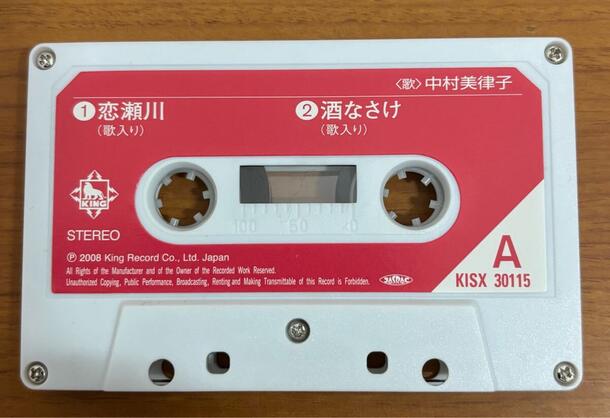 〈歌〉中村美律子
①恋瀬川
(歌入り)
②酒なさけ
(歌入り)
KING
STEREO
100 50 20
Ⓟ 2008 King Record Co., Ltd. Japan
All Rights of the Manufacturer and of the Owner of the Recorded Work Reserved.
Unauthorized Copying, Public Performance, Broadcasting, Renting and Making Transmittable of this Record is Forbidden.
JASRAC
A
KISX 30115